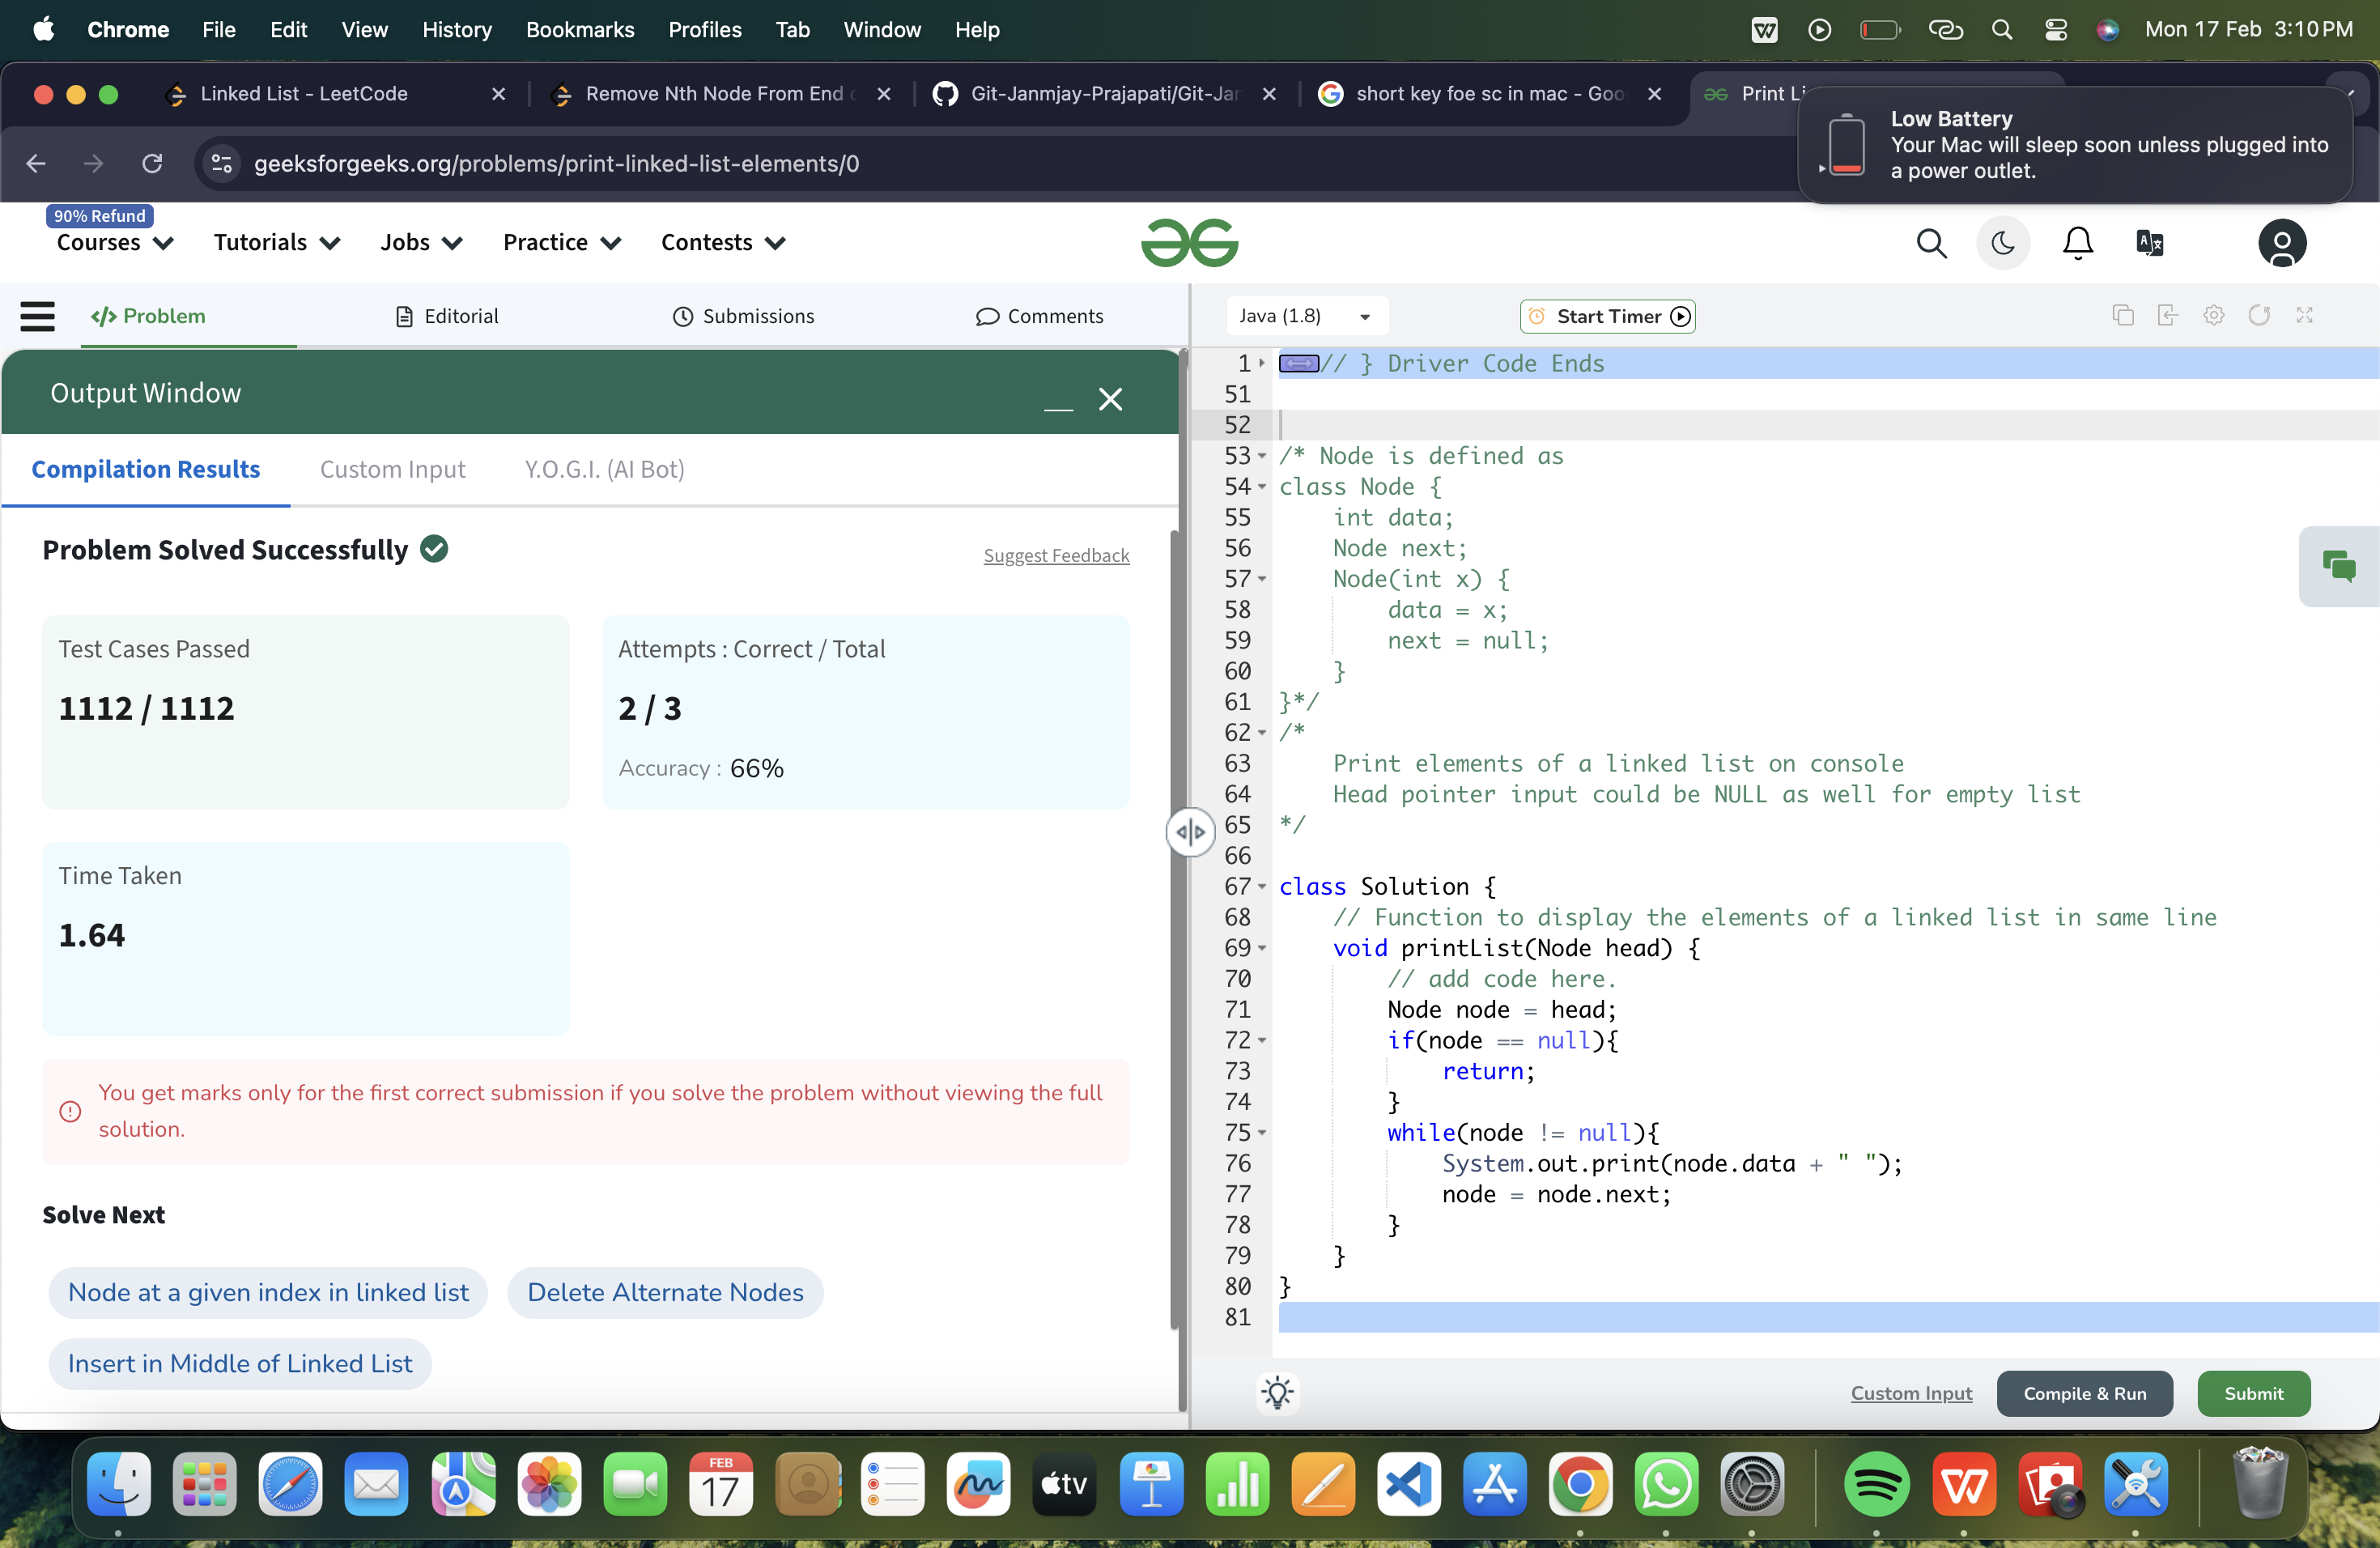 Chrome File Edit View History Bookmarks Profiles Tab Window Help Mon 17 Feb 3:10 PM
Linked List - LeetCode
Remove Nth Node From End
Git-Janmjay-Prajapati/Git-Jar
short key foe sc in mac - Goo
Print Li
Low Battery
Your Mac will sleep soon unless plugged into
a power outlet.
geeksforgeeks.org/problems/print-linked-list-elements/0
90% Refund
Courses Tutorials Jobs Practice Contests
Problem Editorial Submissions Comments
Output Window
Compilation Results Custom Input Y.O.G.I. (AI Bot)
Problem Solved Successfully
Suggest Feedback
Test Cases Passed
1112 / 1112
Attempts : Correct / Total
2 / 3
Accuracy : 66%
Time Taken
1.64
You get marks only for the first correct submission if you solve the problem without viewing the full
solution.
Solve Next
Node at a given index in linked list
Delete Alternate Nodes
Insert in Middle of Linked List
Java (1.8)
Start Timer
1 // } Driver Code Ends
51
52
53 /* Node is defined as
54 class Node {
55     int data;
56     Node next;
57     Node(int x) {
58         data = x;
59         next = null;
60     }
61 }*/
62 /*
63     Print elements of a linked list on console
64     Head pointer input could be NULL as well for empty list
65 */
66
67 class Solution {
68     // Function to display the elements of a linked list in same line
69     void printList(Node head) {
70         // add code here.
71         Node node = head;
72         if(node == null){
73             return;
74         }
75         while(node != null){
76             System.out.print(node.data + " ");
77             node = node.next;
78         }
79     }
80 }
81
Custom Input
Compile & Run
Submit
FEB
17
tv